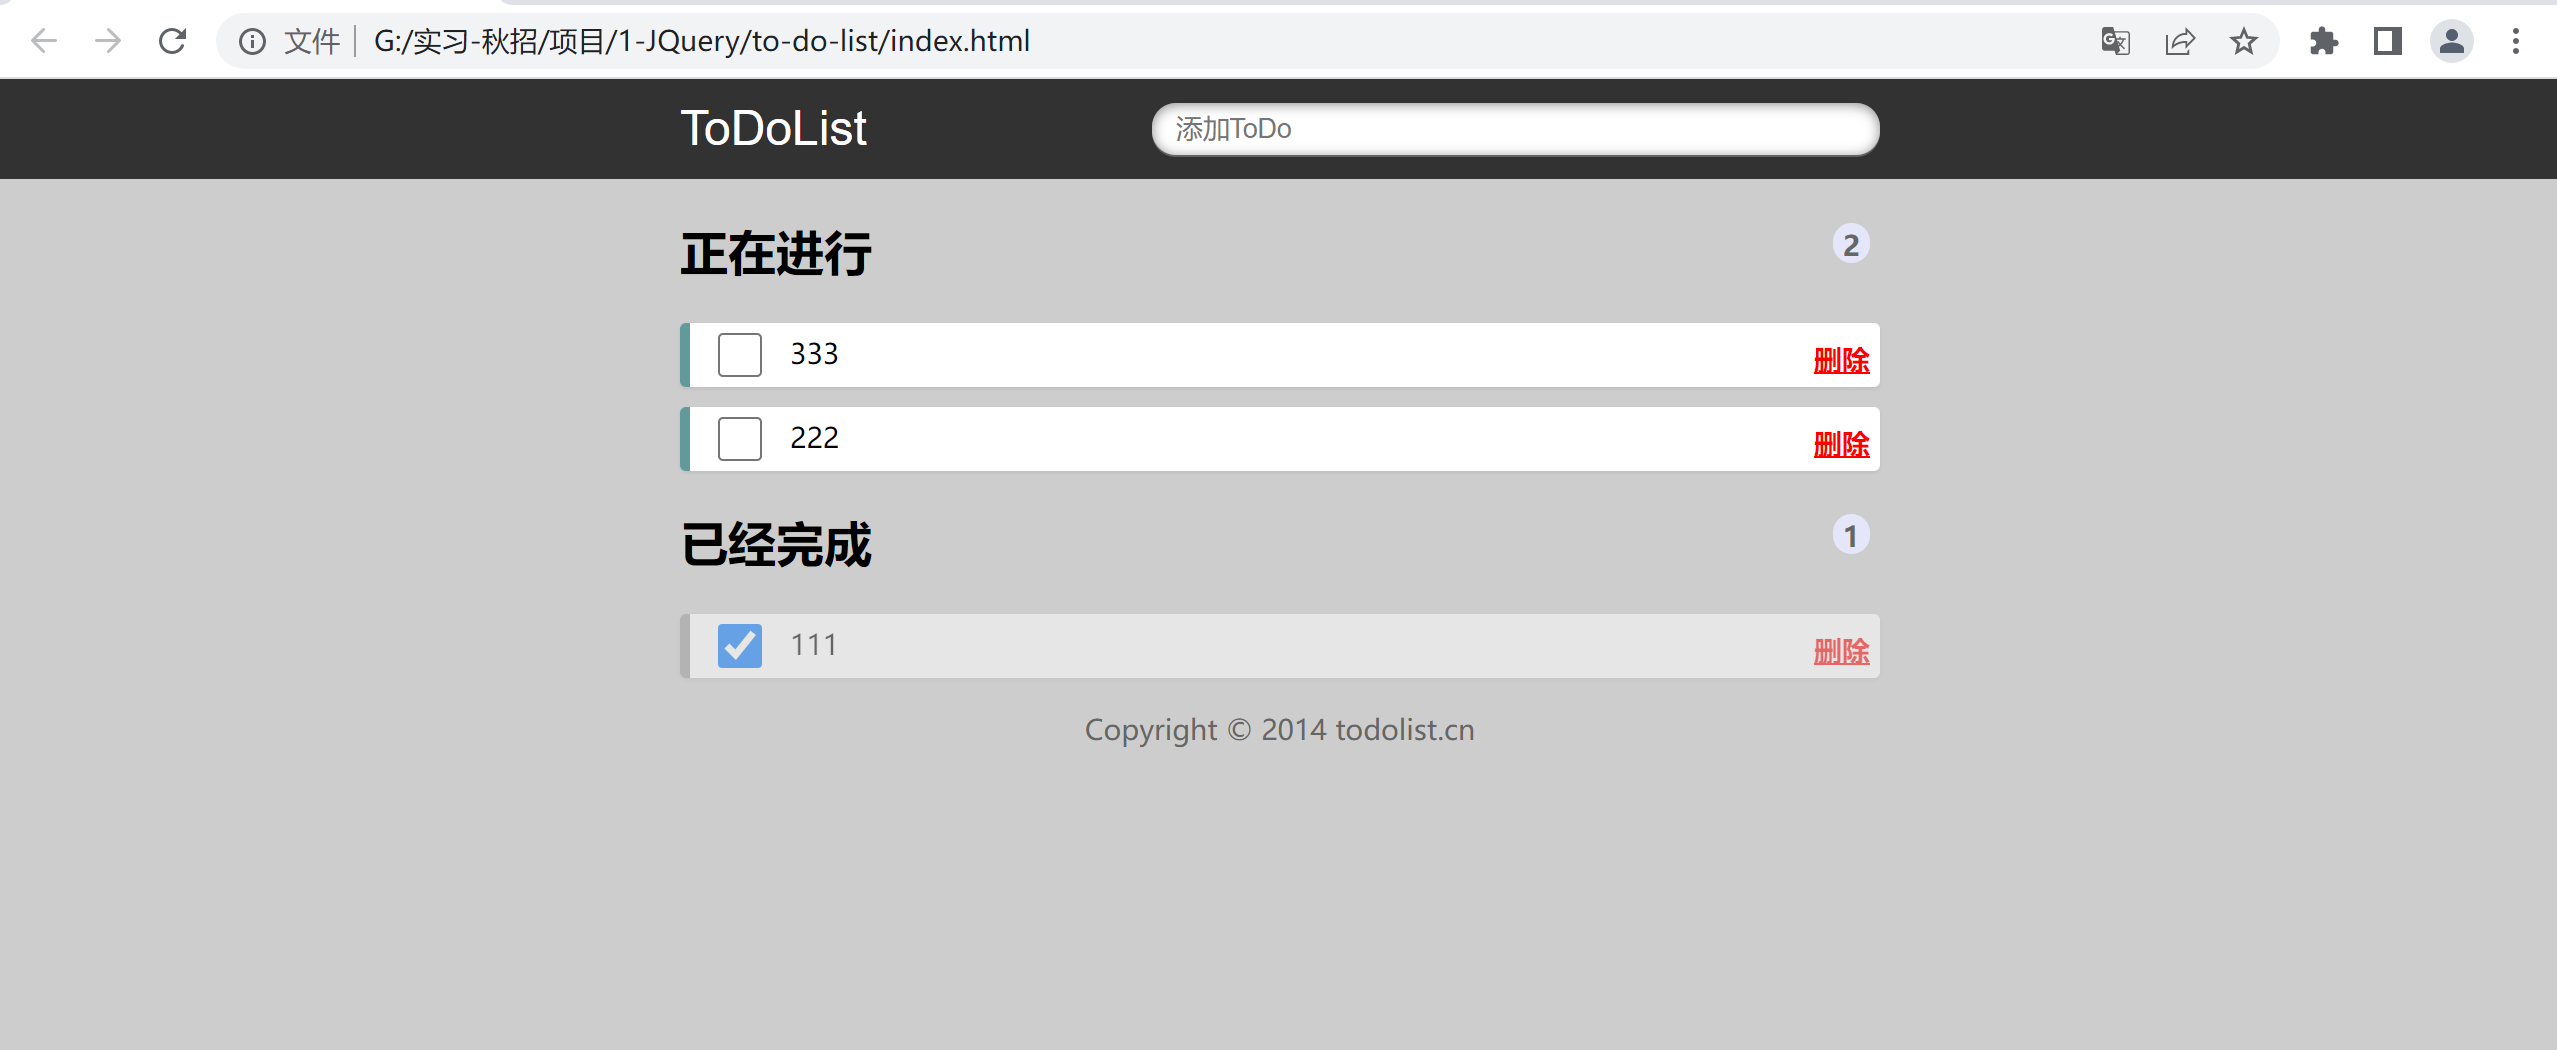 文件 G:/实习-秋招/项目/1-JQuery/to-do-list/index.html
ToDoList 添加ToDo
正在进行 2
333 删除
222 删除
已经完成 1
111 删除
Copyright © 2014 todolist.cn